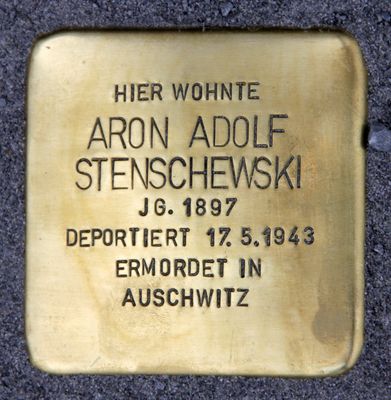 HIER WOHNTE
ARON ADOLF
STENSCHEWSKI
JG. 1897
DEPORTIERT 17.5.1943
ERMORDET IN
AUSCHWITZ